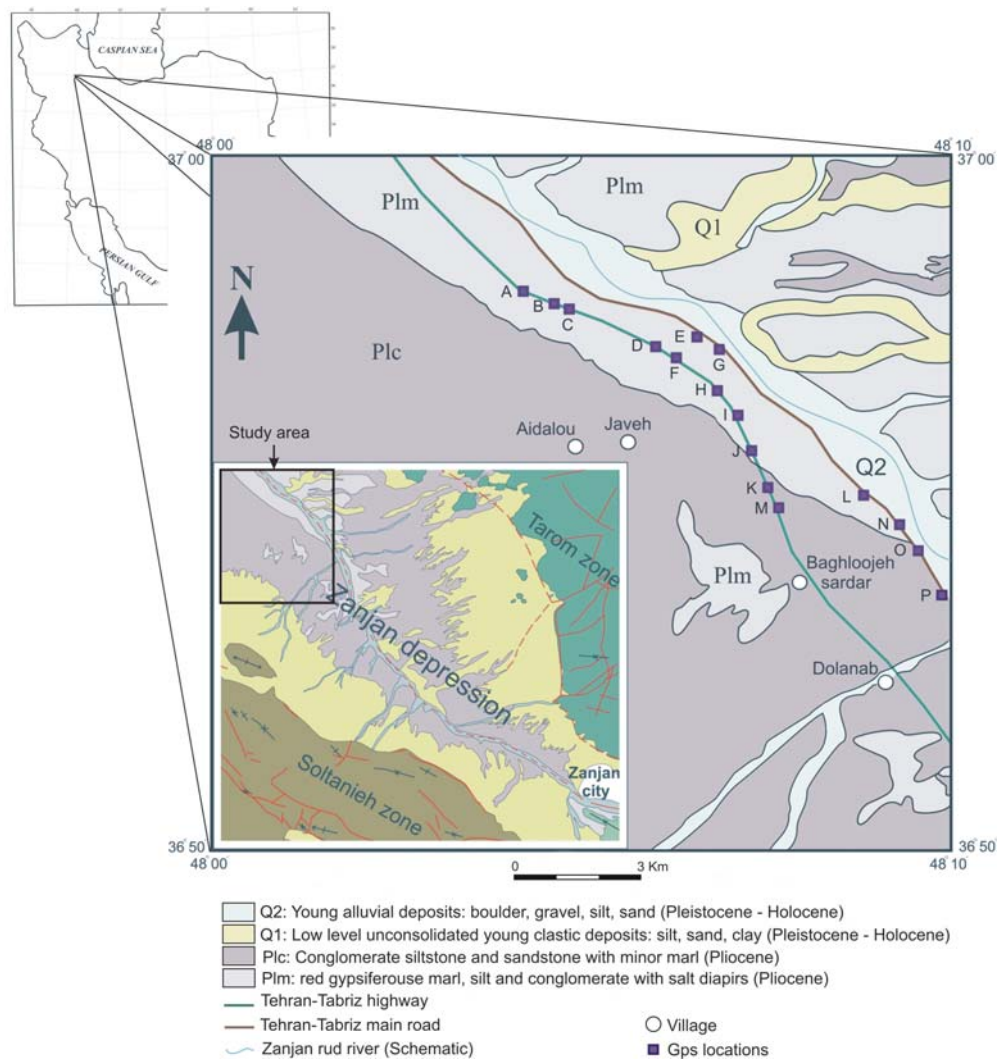 CASPIAN SEA
PERSIAN GULF
48° 00'
37° 00'
48° 10'
37° 00'
N
Plm
Plm
Q1
A
B
C
D
E
F
G
H
I
J
K
M
L
N
O
P
Plc
Q2
Aidalou
Javeh
Study area
Plm
Baghloojeh
sardar
Dolanab
Tarom zone
Zanjan depression
Soltanieh zone
Zanjan
city
36° 50'
48° 00'
36° 50'
48° 10'
0
3 Km
Q2: Young alluvial deposits: boulder, gravel, silt, sand (Pleistocene - Holocene)
Q1: Low level unconsolidated young clastic deposits: silt, sand, clay (Pleistocene - Holocene)
Plc: Conglomerate siltstone and sandstone with minor marl (Pliocene)
Plm: red gypsiferouse marl, silt and conglomerate with salt diapirs (Pliocene)
Tehran-Tabriz highway
Tehran-Tabriz main road
Zanjan rud river (Schematic)
Village
Gps locations